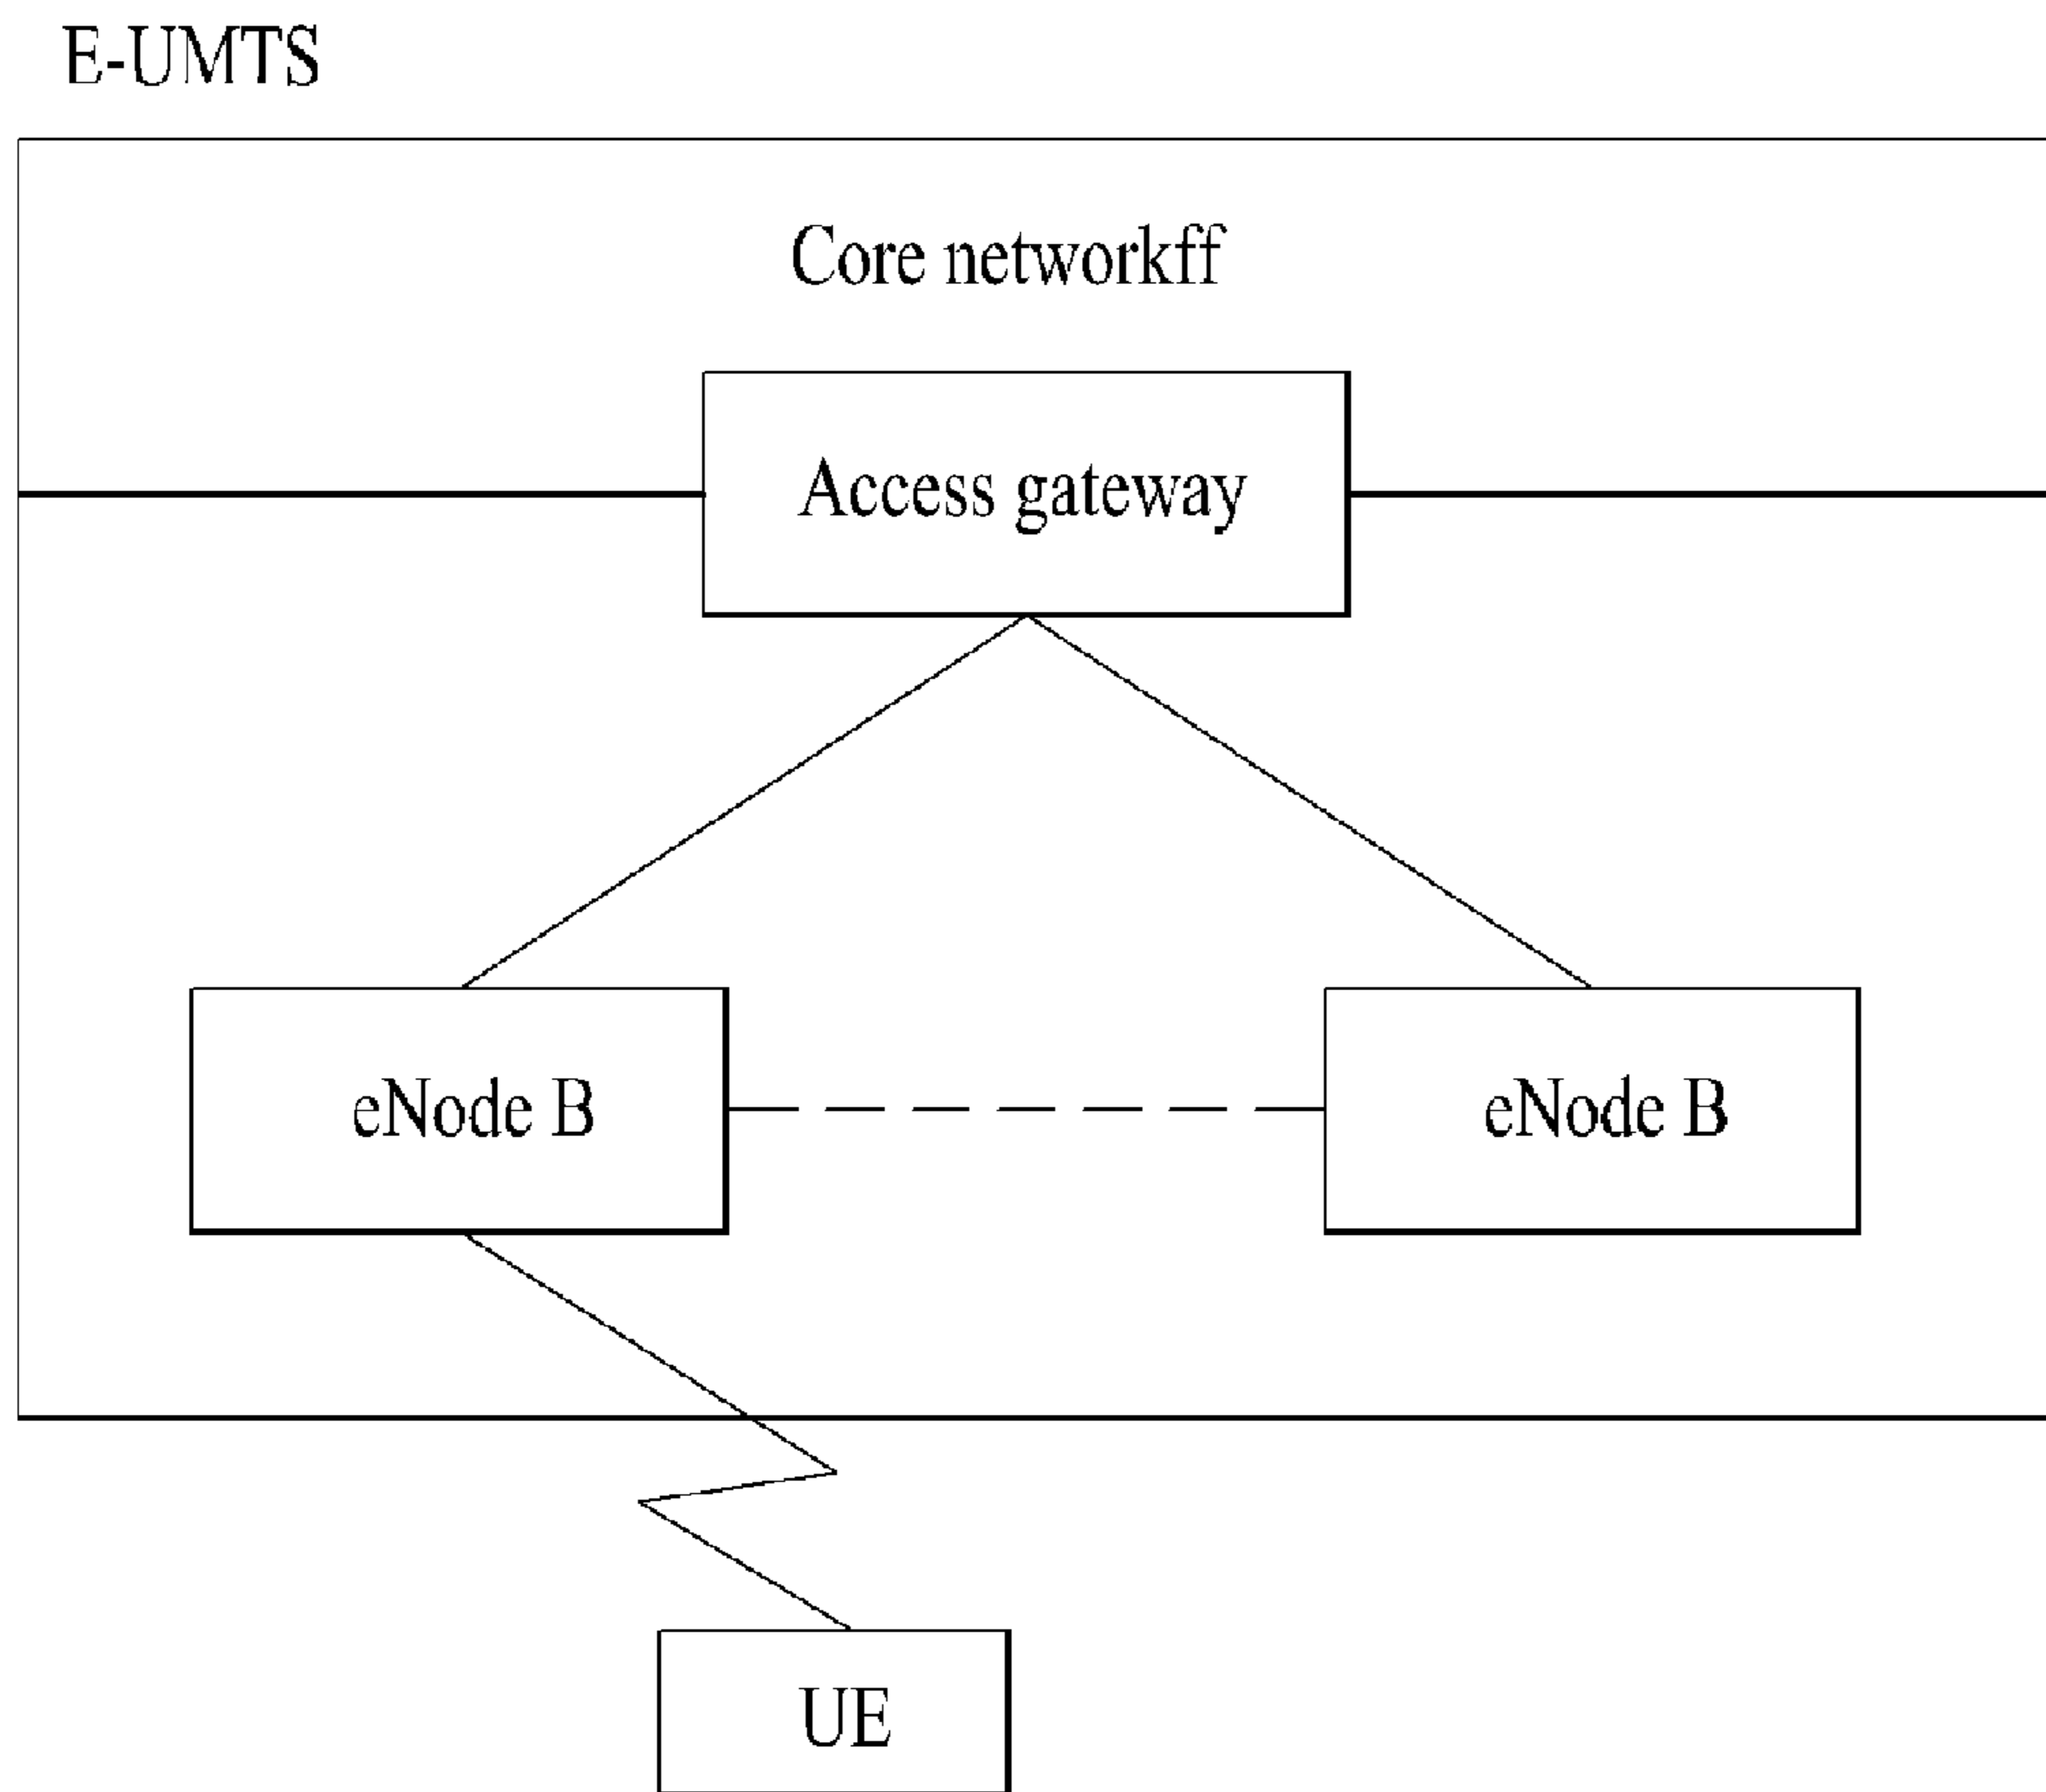 E-UMTS
Core networkff
Access gateway
eNode B
eNode B
UE